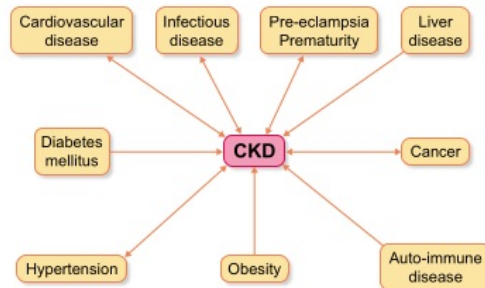 Cardiovascular
disease
Infectious
disease
Pre-eclampsia
Prematurity
Liver
disease
Diabetes
mellitus
CKD
Cancer
Hypertension
Obesity
Auto-immune
disease